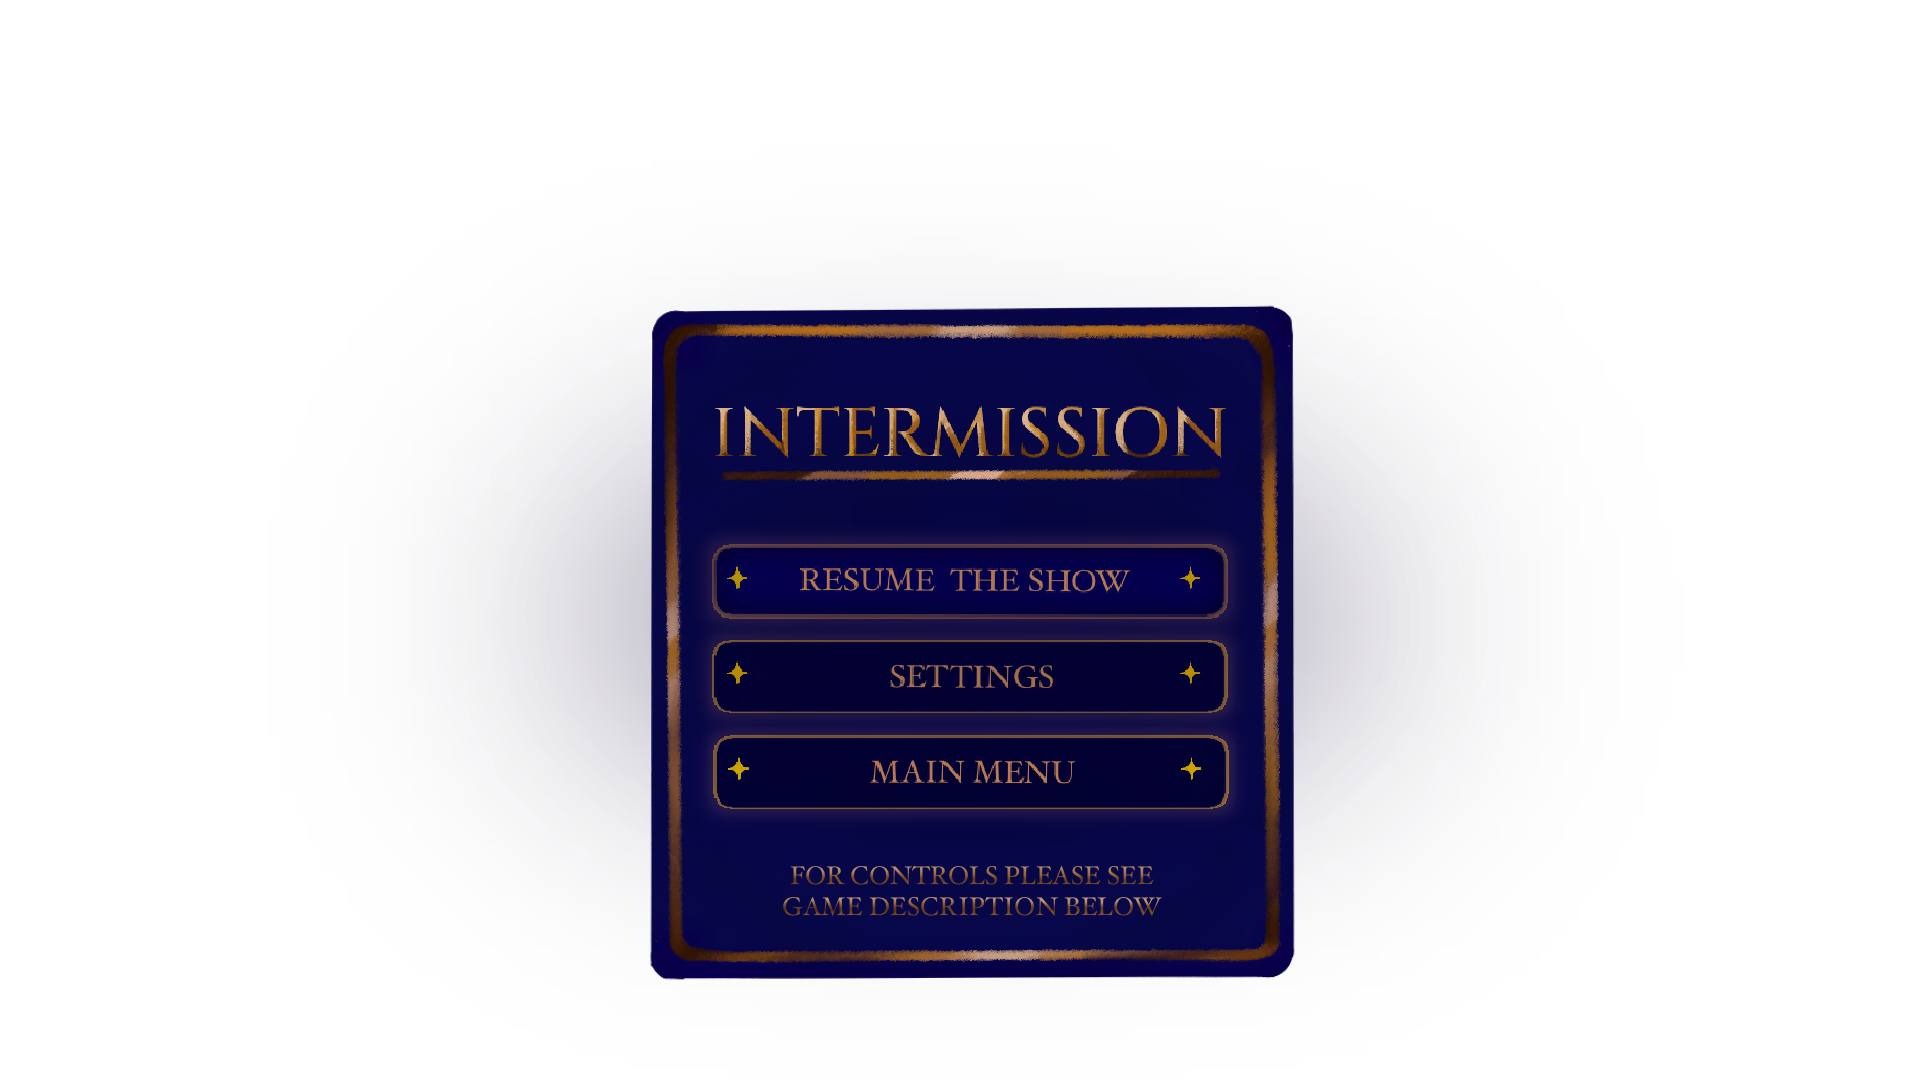 INTERMISSION
RESUME THE SHOW
SETTINGS
MAIN MENU
FOR CONTROLS PLEASE SEE
GAME DESCRIPTION BELOW